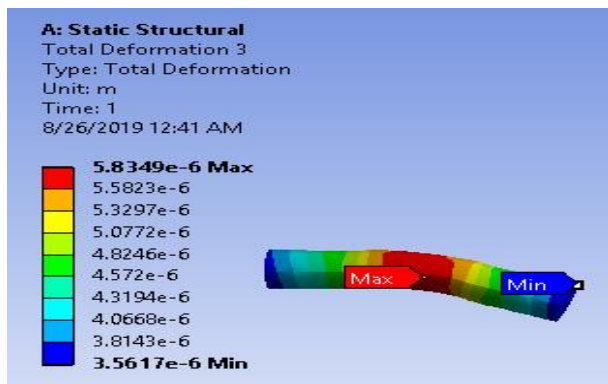 A: Static Structural
Total Deformation 3
Type: Total Deformation
Unit: m
Time: 1
8/26/2019 12:41 AM
5.8349e-6 Max
5.5823e-6
5.3297e-6
5.0772e-6
4.8246e-6
4.572e-6
4.3194e-6
4.0668e-6
3.8143e-6
3.5617e-6 Min
Max
Min